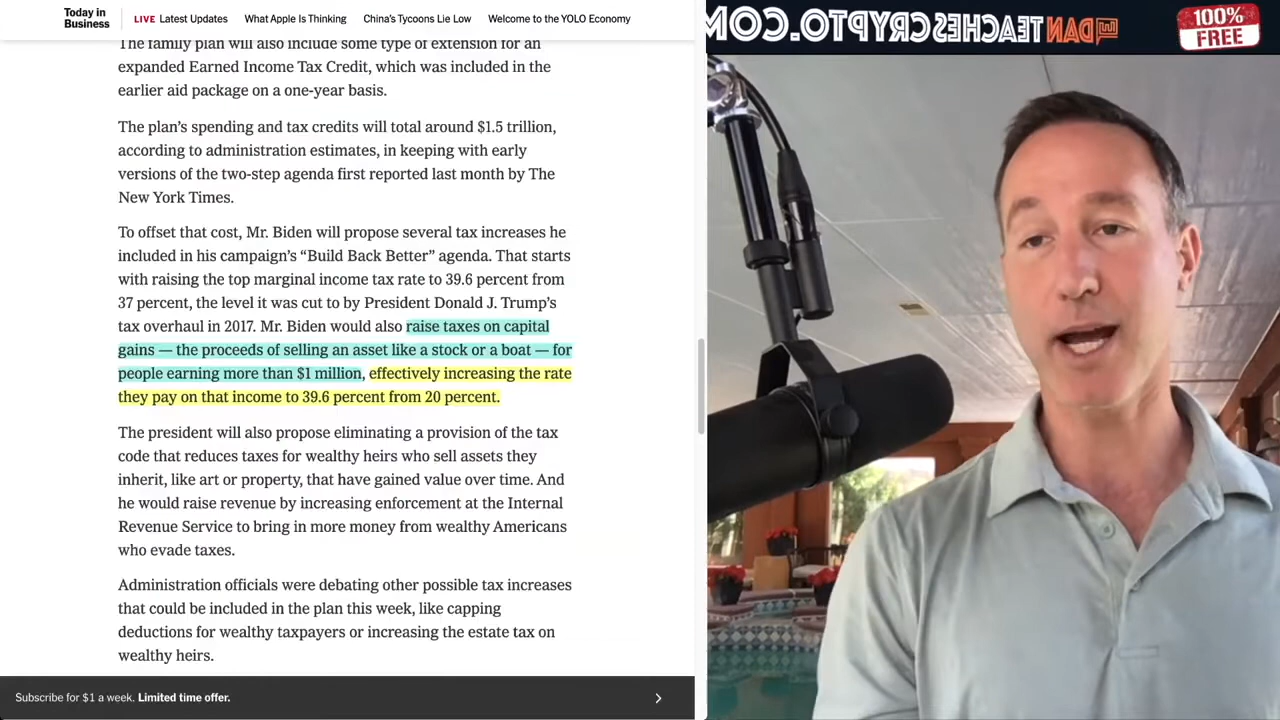 Today in
Business
LIVE Latest Updates
What Apple Is Thinking
China's Tycoons Lie Low
Welcome to the YOLO Economy
The family plan will also include some type of extension for an
expanded Earned Income Tax Credit, which was included in the
earlier aid package on a one-year basis.
The plan's spending and tax credits will total around $1.5 trillion,
according to administration estimates, in keeping with early
versions of the two-step agenda first reported last month by The
New York Times.
To offset that cost, Mr. Biden will propose several tax increases he
included in his campaign's “Build Back Better” agenda. That starts
with raising the top marginal income tax rate to 39.6 percent from
37 percent, the level it was cut to by President Donald J. Trump's
tax overhaul in 2017. Mr. Biden would also raise taxes on capital
gains — the proceeds of selling an asset like a stock or a boat — for
people earning more than $1 million, effectively increasing the rate
they pay on that income to 39.6 percent from 20 percent.
The president will also propose eliminating a provision of the tax
code that reduces taxes for wealthy heirs who sell assets they
inherit, like art or property, that have gained value over time. And
he would raise revenue by increasing enforcement at the Internal
Revenue Service to bring in more money from wealthy Americans
who evade taxes.
Administration officials were debating other possible tax increases
that could be included in the plan this week, like capping
deductions for wealthy taxpayers or increasing the estate tax on
wealthy heirs.
Subscribe for $1 a week. Limited time offer.
DANTEACHESCRYPTO.COM
100%
FREE